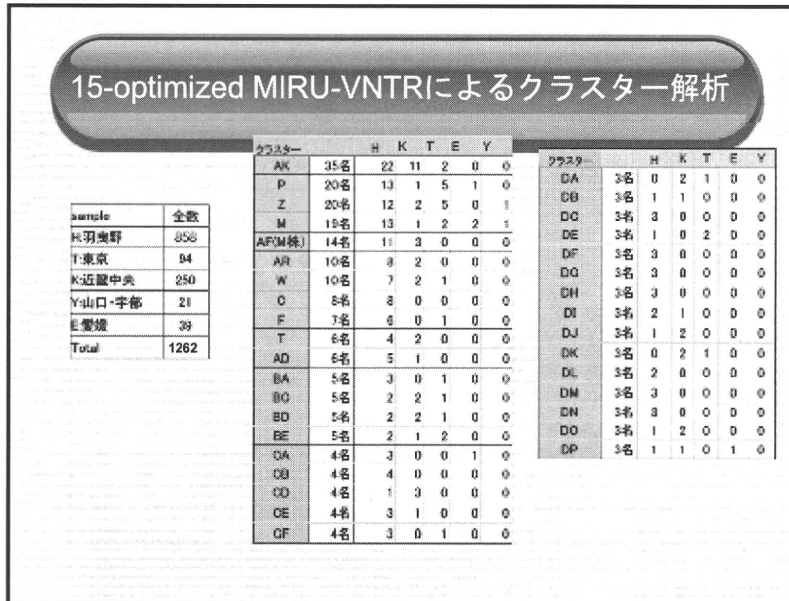 15-optimized MIRU-VNTRによるクラスター解析
sample 全数
H:羽曳野 858
T:東京 94
K:近畿中央 250
Y:山口・宇部 21
E:愛媛 39
Total 1262
クラスター H K T E Y
AK 35名 22 11 2 0 0
P 20名 13 1 5 1 0
Z 20名 12 2 5 0 1
M 19名 13 1 2 2 1
AF(M株) 14名 11 3 0 0 0
AR 10名 8 2 0 0 0
W 10名 7 2 1 0 0
8名 8 0 0 0 0
F 7名 6 0 1 0 0
T 6名 4 2 0 0 0
AD 6名 5 1 0 0 0
BA 5名 3 0 1 0 0
5名 2 2 1 0 0
BD 5名 2 2 1 0 0
BE 5名 2 1 2 0 0
CA 4名 3 0 0 1 0
CB 4名 4 0 0 0 0
4名 1 3 0 0 0
CE 4名 3 1 0 0 0
CF 4名 3 0 1 0 0
クラスター H K T E Y
DA 3名 0 2 1 0 0
DB 3名 1 1 0 0 0
DC 3名 3 0 0 0 0
DE 3名 1 0 2 0 0
DF 3名 3 0 0 0 0
DG 3名 3 0 0 0 0
DH 3名 3 0 0 0 0
DI 3名 2 1 0 0 0
DJ 3名 1 2 0 0 0
DK 3名 0 2 1 0 0
DL 3名 2 0 0 0 0
DM 3名 3 0 0 0 0
DN 3名 3 0 0 0 0
DO 3名 1 2 0 0 0
DP 3名 1 1 0 1 0